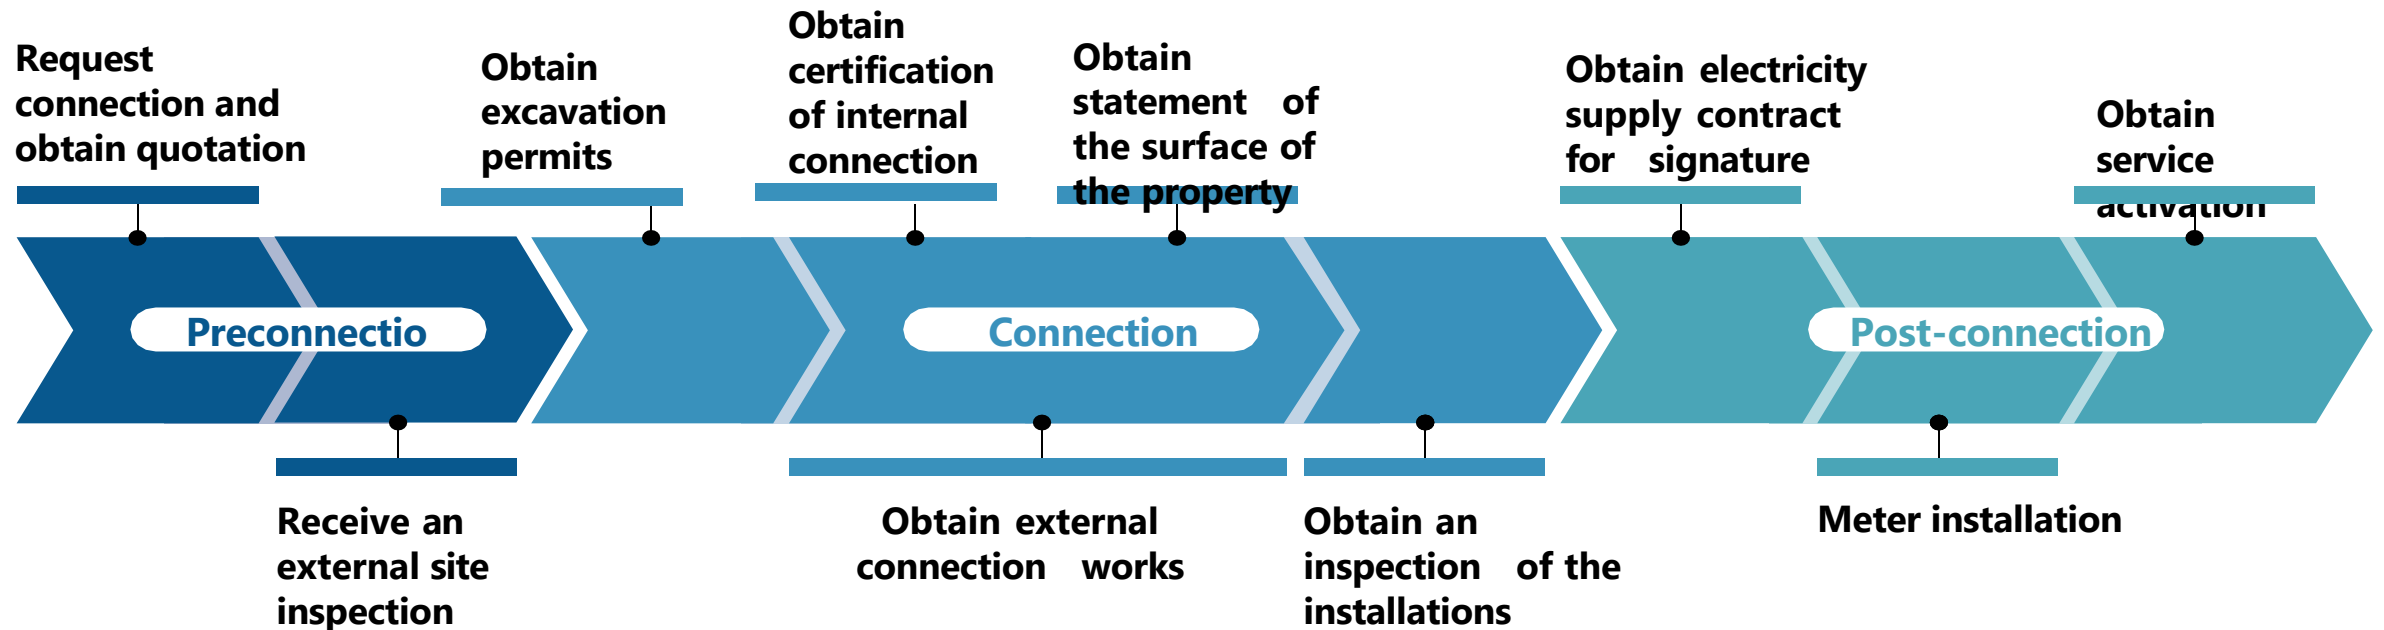 Request
connection and
obtain quotation
Obtain
excavation
permits
Obtain
certification
of internal
connection
Obtain
statement of
the surface of
the property
Obtain electricity
supply contract
for signature
Obtain
service
activation
Preconnectio
Connection
Post-connection
Receive an
external site
inspection
Obtain external
connection works
Obtain an
inspection of the
installations
Meter installation